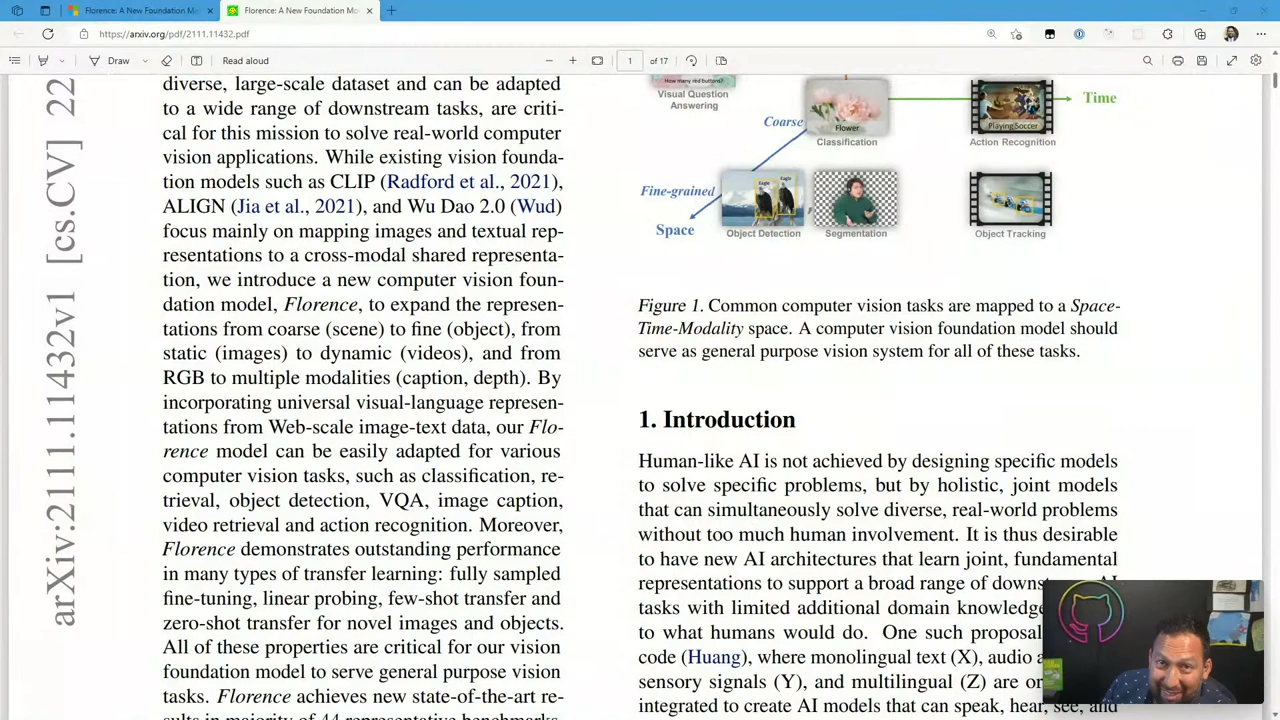 Florence: A New Foundation Mo
Florence: A New Foundation Mode
https://arxiv.org/pdf/2111.11432.pdf
Draw
Read aloud
1
of 17
arXiv:2111.11432v1 [cs.CV] 22
diverse, large-scale dataset and can be adapted
to a wide range of downstream tasks, are criti-
cal for this mission to solve real-world computer
vision applications. While existing vision founda-
tion models such as CLIP (Radford et al., 2021),
ALIGN (Jia et al., 2021), and Wu Dao 2.0 (Wud)
focus mainly on mapping images and textual rep-
resentations to a cross-modal shared representa-
tion, we introduce a new computer vision foun-
dation model, Florence, to expand the represen-
tations from coarse (scene) to fine (object), from
static (images) to dynamic (videos), and from
RGB to multiple modalities (caption, depth). By
incorporating universal visual-language represen-
tations from Web-scale image-text data, our Flo-
rence model can be easily adapted for various
computer vision tasks, such as classification, re-
trieval, object detection, VQA, image caption,
video retrieval and action recognition. Moreover,
Florence demonstrates outstanding performance
in many types of transfer learning: fully sampled
fine-tuning, linear probing, few-shot transfer and
zero-shot transfer for novel images and objects.
All of these properties are critical for our vision
foundation model to serve general purpose vision
tasks. Florence achieves new state-of-the-art re-
sults in majority of 44 representative benchmarks,
How many red buttons?
Visual Question
Answering
Coarse
Flower
Classification
Playing Soccer
Action Recognition
Time
Fine-grained
Space
Eagle
Eagle
Object Detection
Segmentation
Object Tracking
Figure 1. Common computer vision tasks are mapped to a Space-
Time-Modality space. A computer vision foundation model should
serve as general purpose vision system for all of these tasks.
1. Introduction
Human-like AI is not achieved by designing specific models
to solve specific problems, but by holistic, joint models
that can simultaneously solve diverse, real-world problems
without too much human involvement. It is thus desirable
to have new AI architectures that learn joint, fundamental
representations to support a broad range of downst AI
tasks with limited additional domain knowledge
to what humans would do. One such proposal
code (Huang), where monolingual text (X), audio a
sensory signals (Y), and multilingual (Z) are or
integrated to create AI models that can speak, hear, see, and